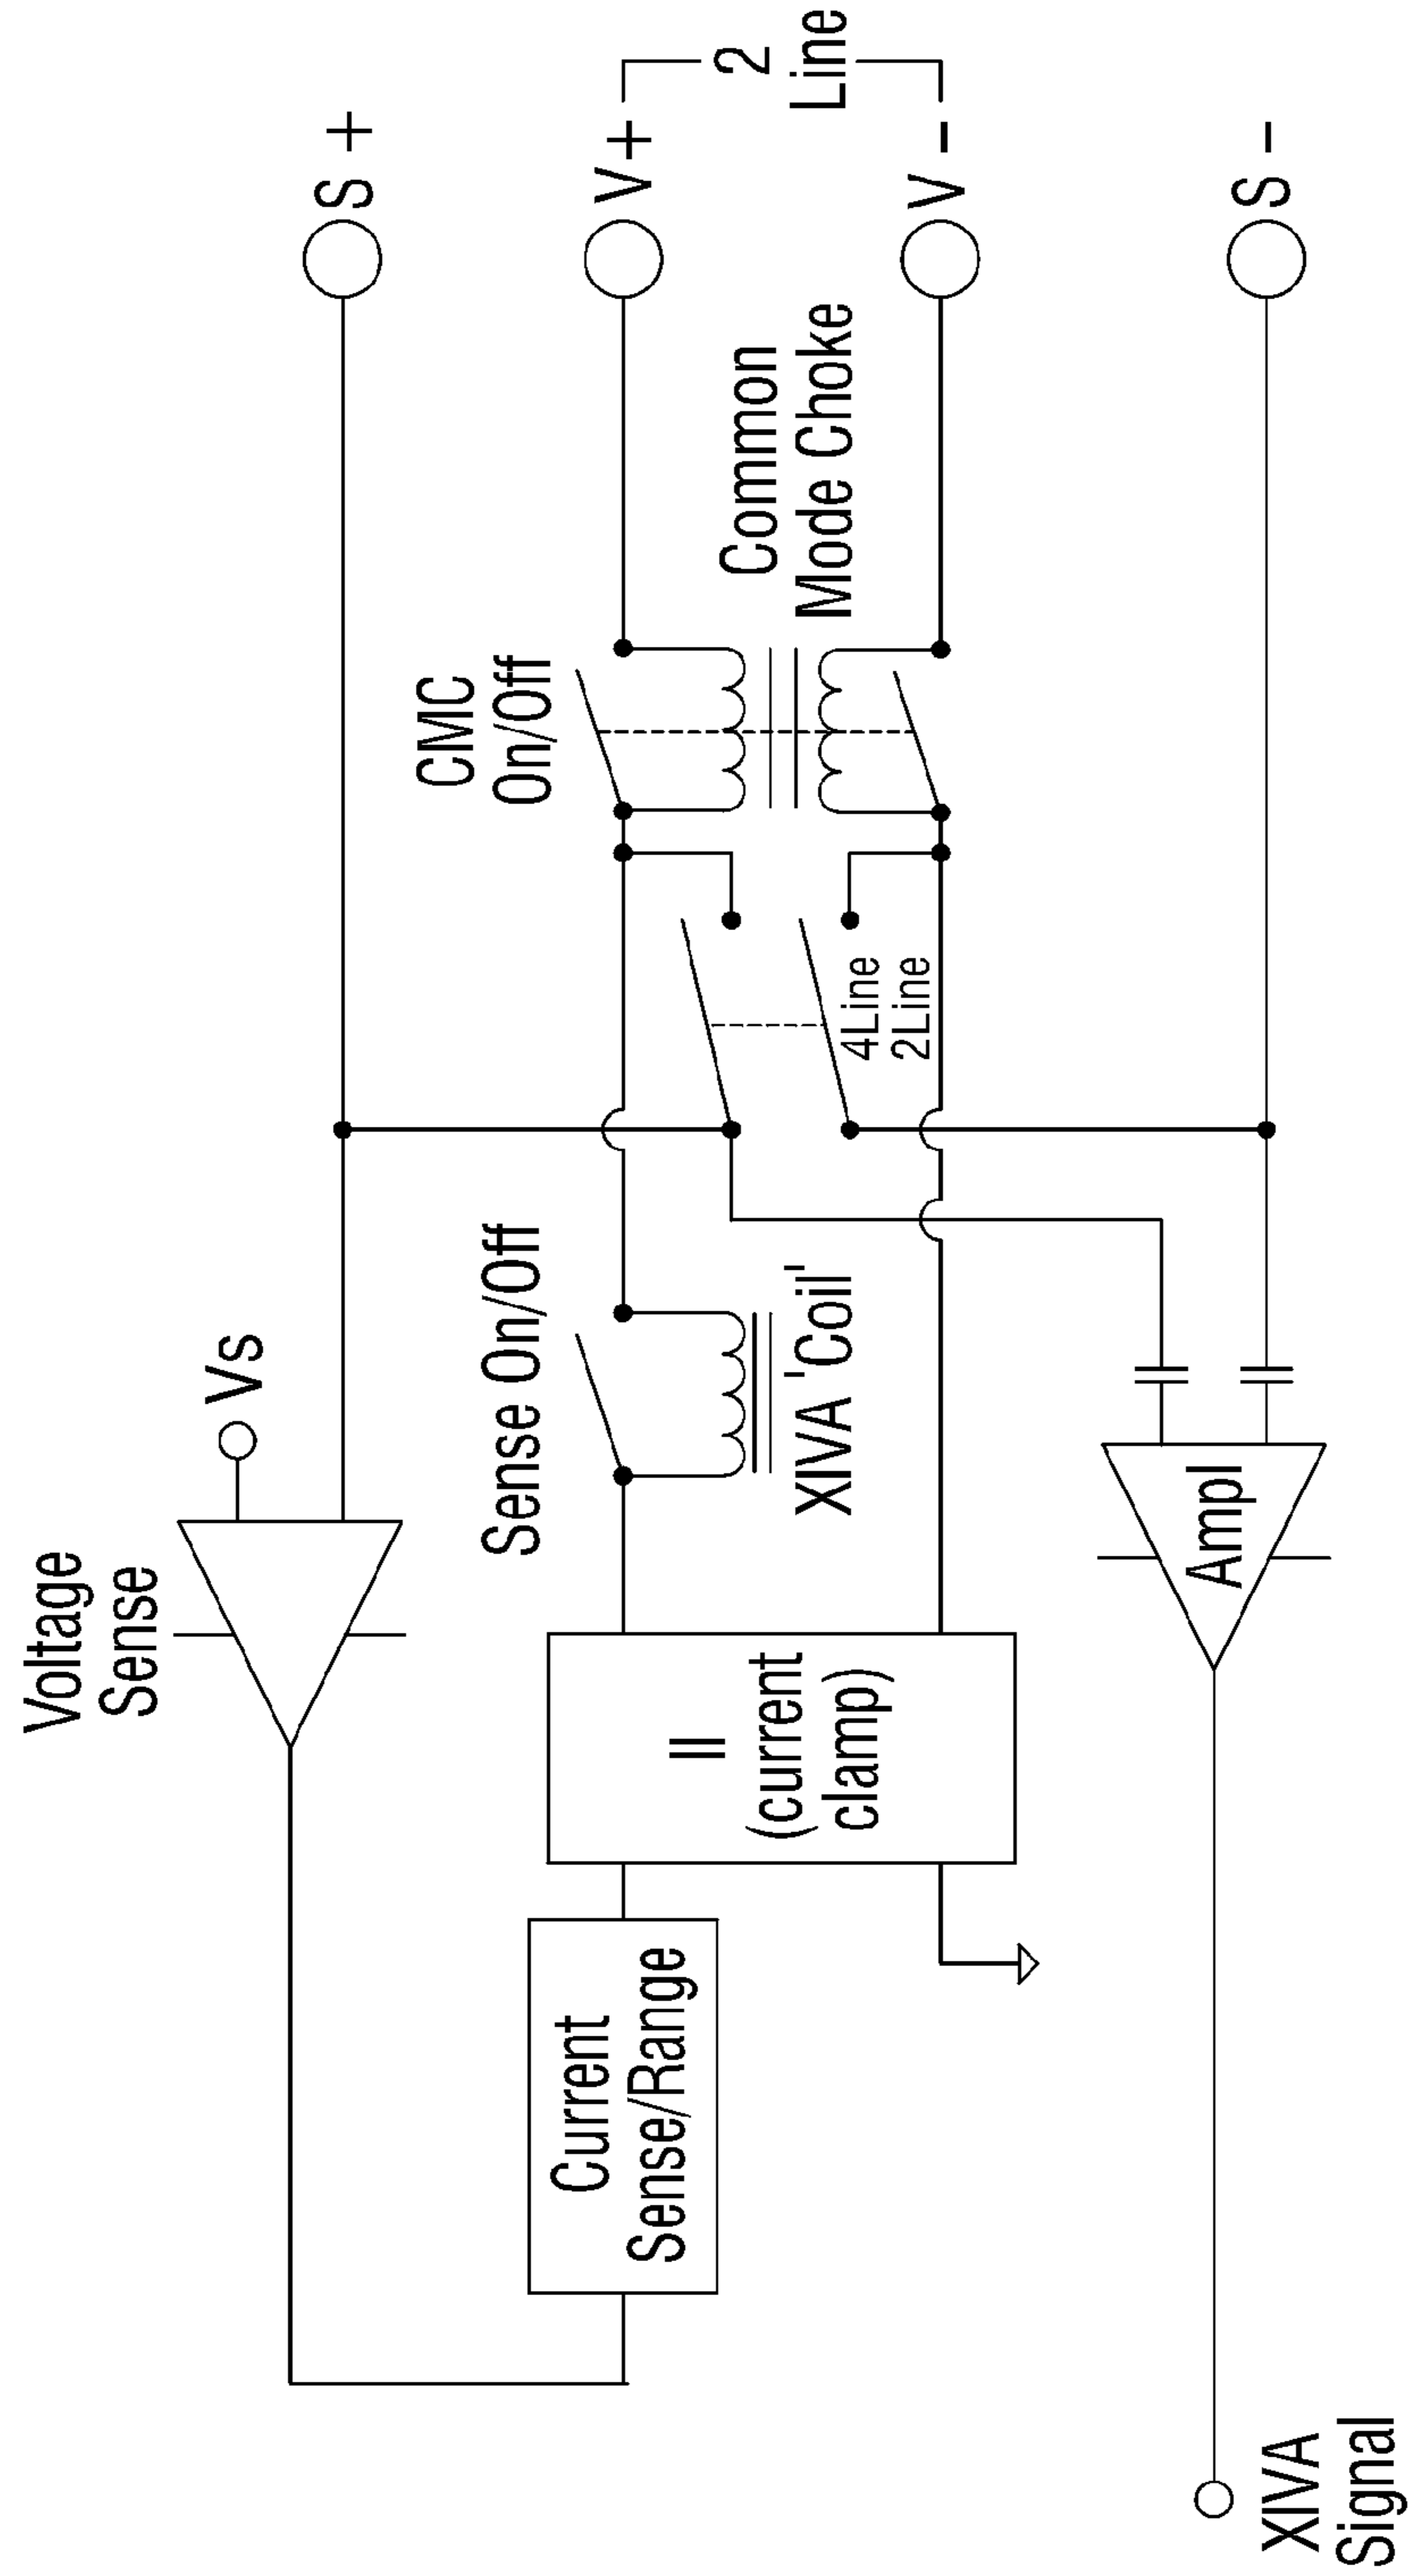 Voltage
Sense
Vs
S +
CMC
On/Off
Sense On/Off
V +
2
Line
Common
Mode Choke
XIVA 'Coil'
4Line
2Line
V -
Current
Sense/Range
II
(current
clamp)
Ampl
S -
XIVA
Signal